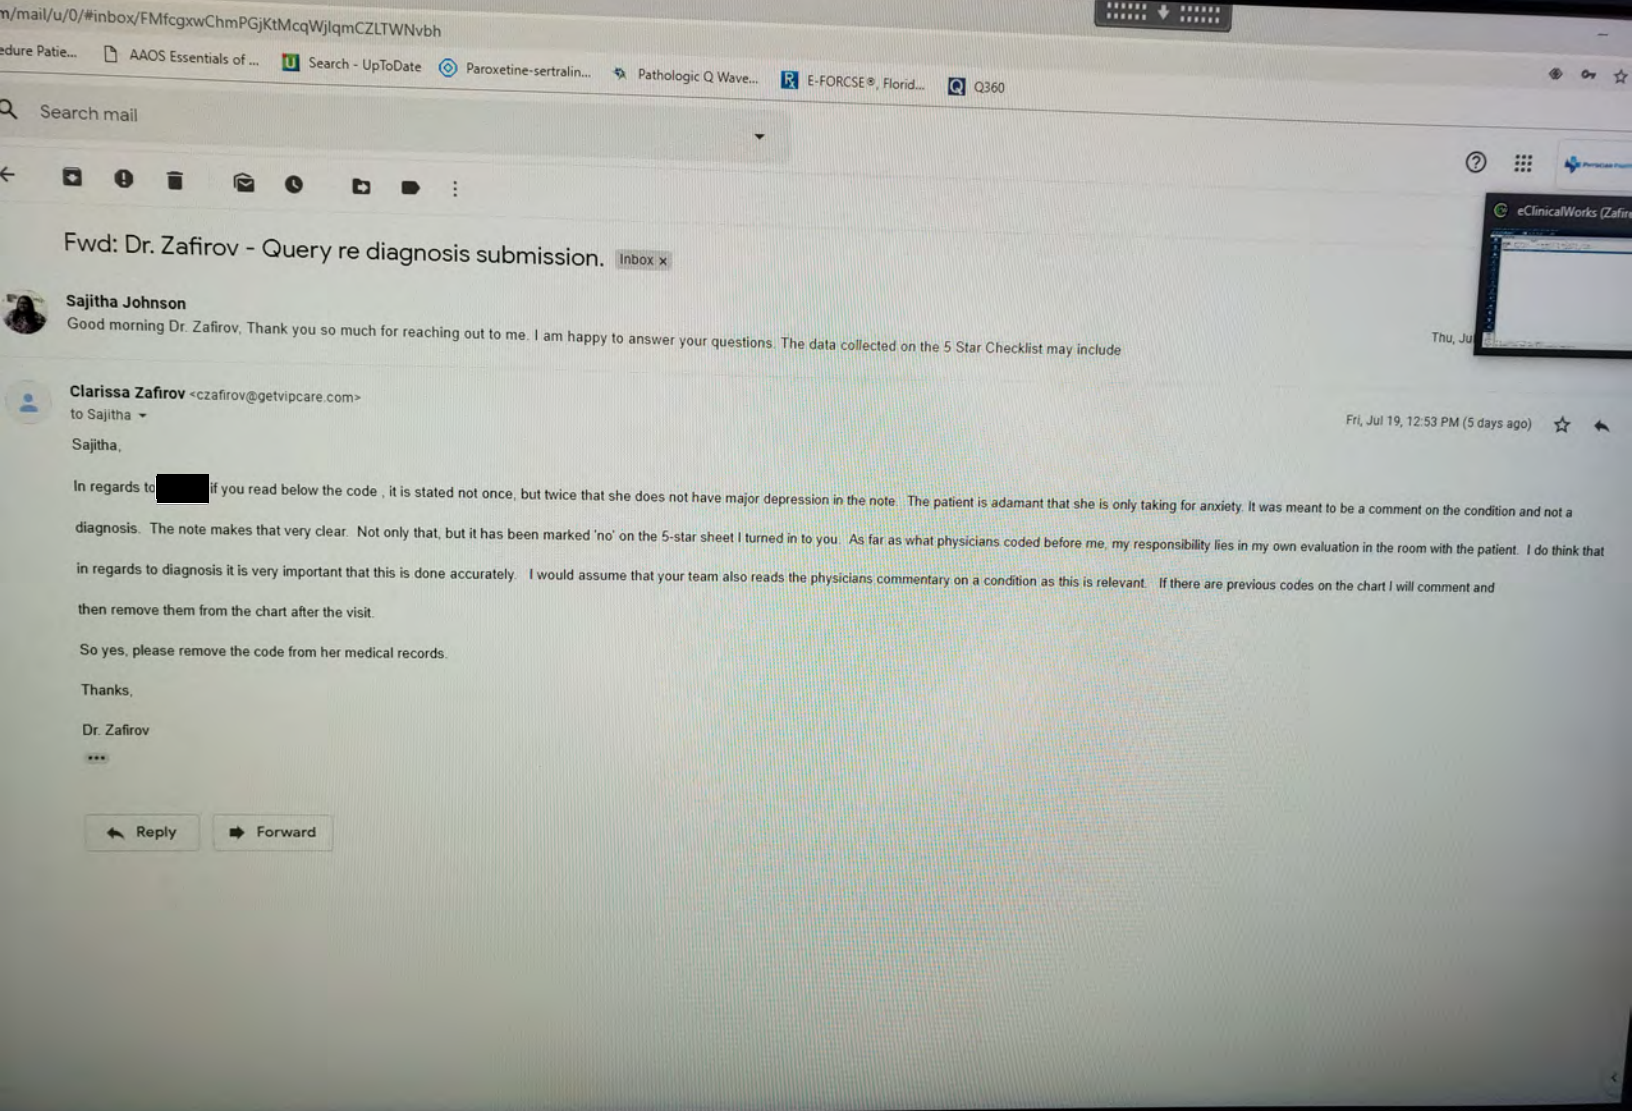 m/mail/u/0/#inbox/FMfcgxwChmPGjKtMcqWjlqmCZLTWNvbh
edure Patie... AAOS Essentials of ... Search - UpToDate Paroxetine-sertralin... Pathologic Q Wave... E-FORCSE®, Florid... Q360
Search mail
eClinicalWorks (Zafir
Fwd: Dr. Zafirov - Query re diagnosis submission. Inbox x
Sajitha Johnson
Good morning Dr. Zafirov, Thank you so much for reaching out to me. I am happy to answer your questions. The data collected on the 5 Star Checklist may include
Thu, Ju
Clarissa Zafirov <czafirov@getvipcare.com>
to Sajitha
Fri, Jul 19, 12:53 PM (5 days ago)
Sajitha,
In regards to if you read below the code , it is stated not once, but twice that she does not have major depression in the note. The patient is adamant that she is only taking for anxiety. It was meant to be a comment on the condition and not a
diagnosis. The note makes that very clear. Not only that, but it has been marked 'no' on the 5-star sheet I turned in to you. As far as what physicians coded before me, my responsibility lies in my own evaluation in the room with the patient. I do think that
in regards to diagnosis it is very important that this is done accurately. I would assume that your team also reads the physicians commentary on a condition as this is relevant. If there are previous codes on the chart I will comment and
then remove them from the chart after the visit.
So yes, please remove the code from her medical records.
Thanks,
Dr. Zafirov
Reply Forward